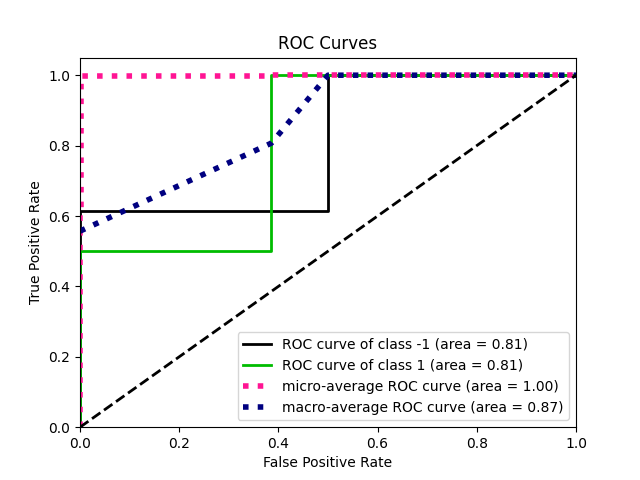 ROC Curves
True Positive Rate
1.0
0.8
0.6
0.4
0.2
0.0
ROC curve of class -1 (area = 0.81)
ROC curve of class 1 (area = 0.81)
micro-average ROC curve (area = 1.00)
macro-average ROC curve (area = 0.87)
0.0 0.2 0.4 0.6 0.8 1.0
False Positive Rate